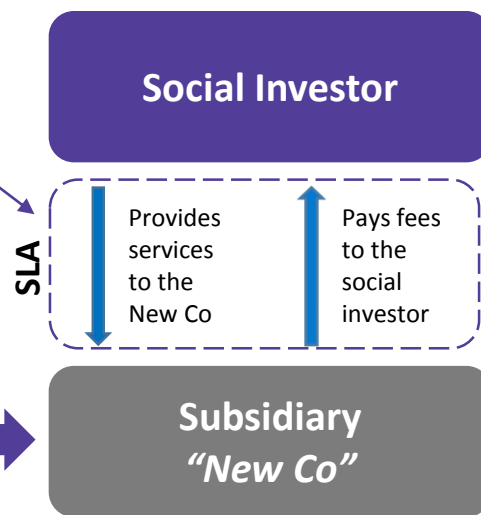 Social Investor
SLA
Provides
services
to the
New Co
Pays fees
to the
social
investor
Subsidiary
“New Co”